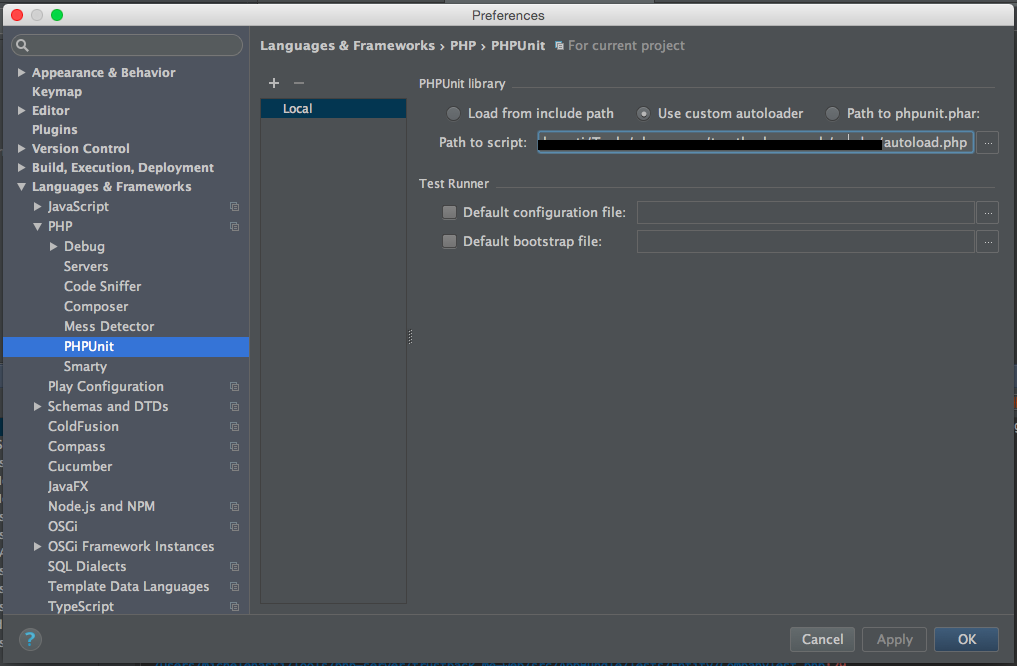 Preferences
Languages & Frameworks › PHP › PHPUnit For current project
Appearance & Behavior
Keymap
Editor
Plugins
Version Control
Build, Execution, Deployment
Languages & Frameworks
JavaScript
PHP
Debug
Servers
Code Sniffer
Composer
Mess Detector
PHPUnit
Smarty
Play Configuration
Schemas and DTDs
ColdFusion
Compass
Cucumber
JavaFX
Node.js and NPM
OSGi
OSGi Framework Instances
SQL Dialects
Template Data Languages
TypeScript
Local
PHPUnit library
Load from include path Use custom autoloader Path to phpunit.phar:
Path to script: /autoload.php ...
Test Runner
Default configuration file: ...
Default bootstrap file: ...
? Cancel Apply OK